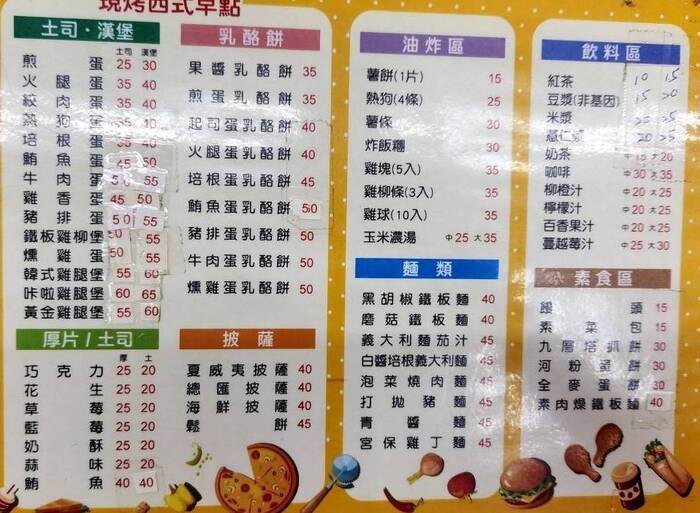 現烤西式早點
土司・漢堡
土司 漢堡
煎蛋 25 30
火腿蛋 35 40
絞肉蛋 35 40
燻狗蛋 35 40
培根蛋 35 40
鮪魚蛋 45 50
牛肉蛋 50 55
雞香蛋 45 50
豬排蛋 50 55
鐵板雞柳堡 50 55
燻雞蛋 50 55
韓式雞腿堡 55 60
咔啦雞腿堡 60 65
黃金雞腿堡 55 60
厚片/土司
厚 土
巧克力 25 20
花生 25 20
草莓 25 20
藍莓 25 20
奶酥 25 20
蒜味 25 20
鮪魚 40 40
乳酪餅
果醬乳酪餅 35
煎蛋乳酪餅 35
起司蛋乳酪餅 40
火腿蛋乳酪餅 40
培根蛋乳酪餅 45
鮪魚蛋乳酪餅 50
豬排蛋乳酪餅 50
牛肉蛋乳酪餅 50
燻雞蛋乳酪餅 50
披薩
夏威夷披薩 40
總匯披薩 40
海鮮披薩 40
鬆餅 45
油炸區
薯餅(1片) 15
熱狗(4條) 25
薯條 30
炸飯糰 30
雞塊(5入) 35
雞柳條(3入) 35
雞球(10入) 35
玉米濃湯 中25 大35
麵類
黑胡椒鐵板麵 40
蘑菇鐵板麵 40
義大利麵茄汁 45
白醬培根義大利麵 45
泡菜燒肉麵 45
打拋豬麵 45
青醬麵 45
宮保雞丁麵 45
飲料區
紅茶 10 15
豆漿(非基因) 15 20
米漿 20 25
薏仁漿 20 25
奶茶 中15 大20
咖啡 中30 大35
柳橙汁 中20 大25
檸檬汁 中20 大25
百香果汁 中20 大25
蔓越莓汁 中25 大30
素食區
饅頭 15
素菜包 15
九層塔抓餅 30
河粉蛋餅 30
全麥蛋餅 30
素肉燥鐵板麵 40